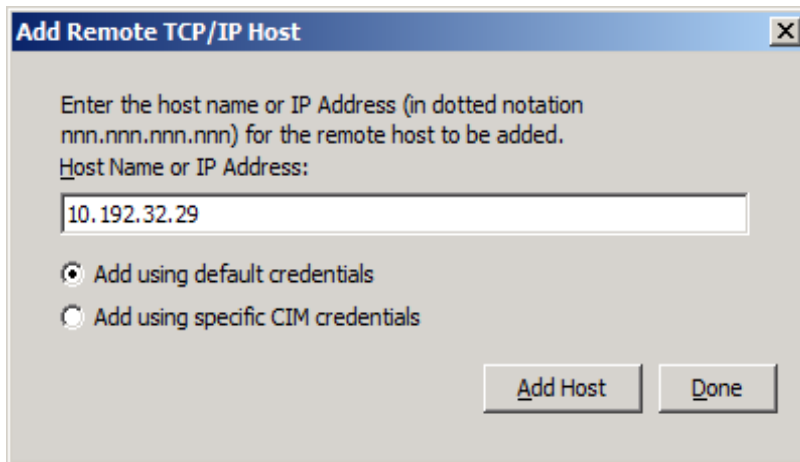 Add Remote TCP/IP Host
Enter the host name or IP Address (in dotted notation
nnn.nnn.nnn.nnn) for the remote host to be added.
Host Name or IP Address:
10.192.32.29
Add using default credentials
Add using specific CIM credentials
Add Host Done